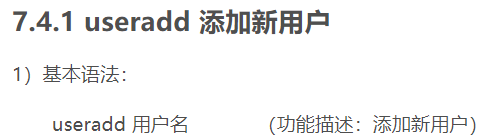 7.4.1 useradd 添加新用户
1）基本语法：
useradd 用户名 （功能描述：添加新用户）